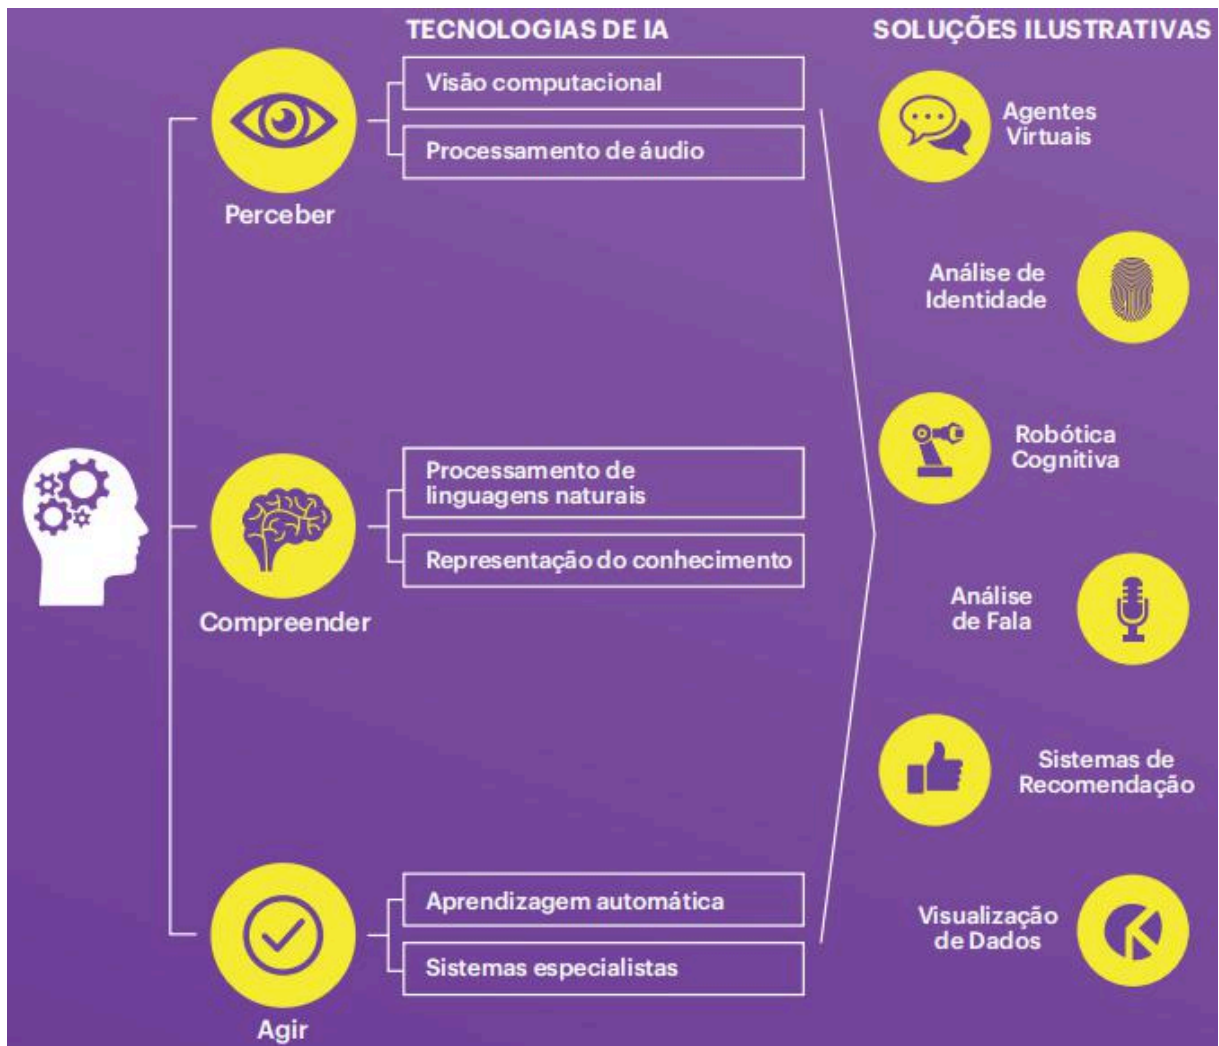 TECNOLOGIAS DE IA
SOLUÇÕES ILUSTRATIVAS
Perceber
Visão computacional
Processamento de áudio
Compreender
Processamento de
linguagens naturais
Representação do conhecimento
Agir
Aprendizagem automática
Sistemas especialistas
Agentes
Virtuais
Análise de
Identidade
Robótica
Cognitiva
Análise
de Fala
Sistemas de
Recomendação
Visualização
de Dados